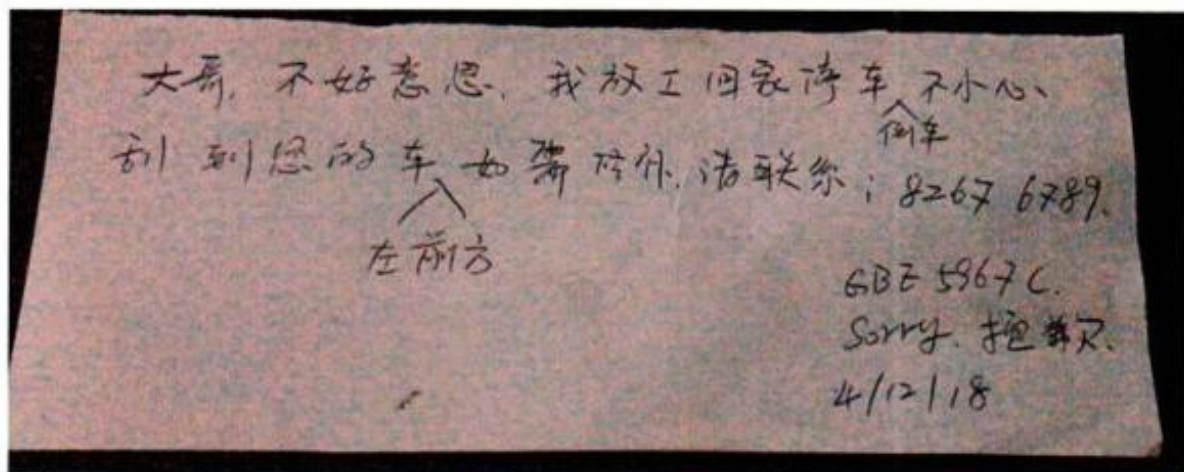 大哥, 不好意思, 我放工回家停车不小心、
倒车
刮到您的车 如需修补, 请联系: 8267 6789.
左前方
GBE 5967C.
Sorry. 抱歉.
4/12/18